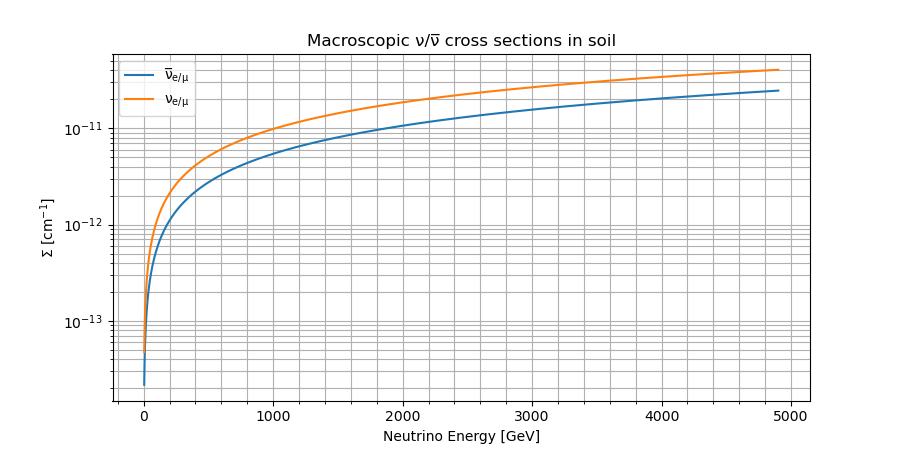 Macroscopic ν/ν̅ cross sections in soil
ν̅e/μ
νe/μ
10⁻¹¹
10⁻¹²
10⁻¹³
Σ [cm⁻¹]
0 1000 2000 3000 4000 5000
Neutrino Energy [GeV]